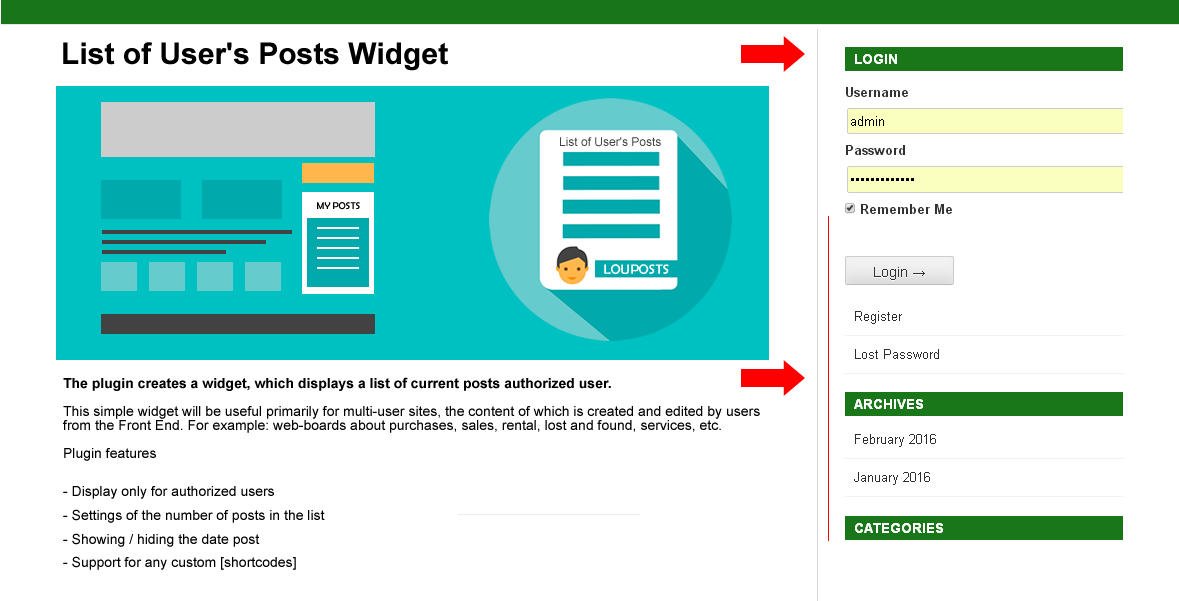 List of User's Posts Widget
MY POSTS
List of User's Posts
LOUPOSTS
The plugin creates a widget, which displays a list of current posts authorized user.
This simple widget will be useful primarily for multi-user sites, the content of which is created and edited by users
from the Front End. For example: web-boards about purchases, sales, rental, lost and found, services, etc.
Plugin features
- Display only for authorized users
- Settings of the number of posts in the list
- Showing / hiding the date post
- Support for any custom [shortcodes]
LOGIN
Username
admin
Password
•••••••••••••
Remember Me
Login →
Register
Lost Password
ARCHIVES
February 2016
January 2016
CATEGORIES